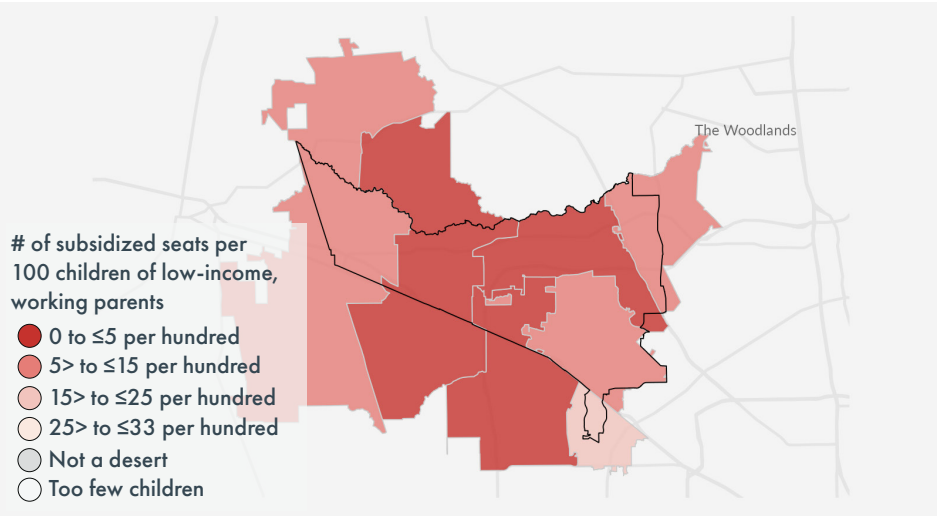 The Woodlands
# of subsidized seats per
100 children of low-income,
working parents
0 to ≤5 per hundred
5> to ≤15 per hundred
15> to ≤25 per hundred
25> to ≤33 per hundred
Not a desert
Too few children